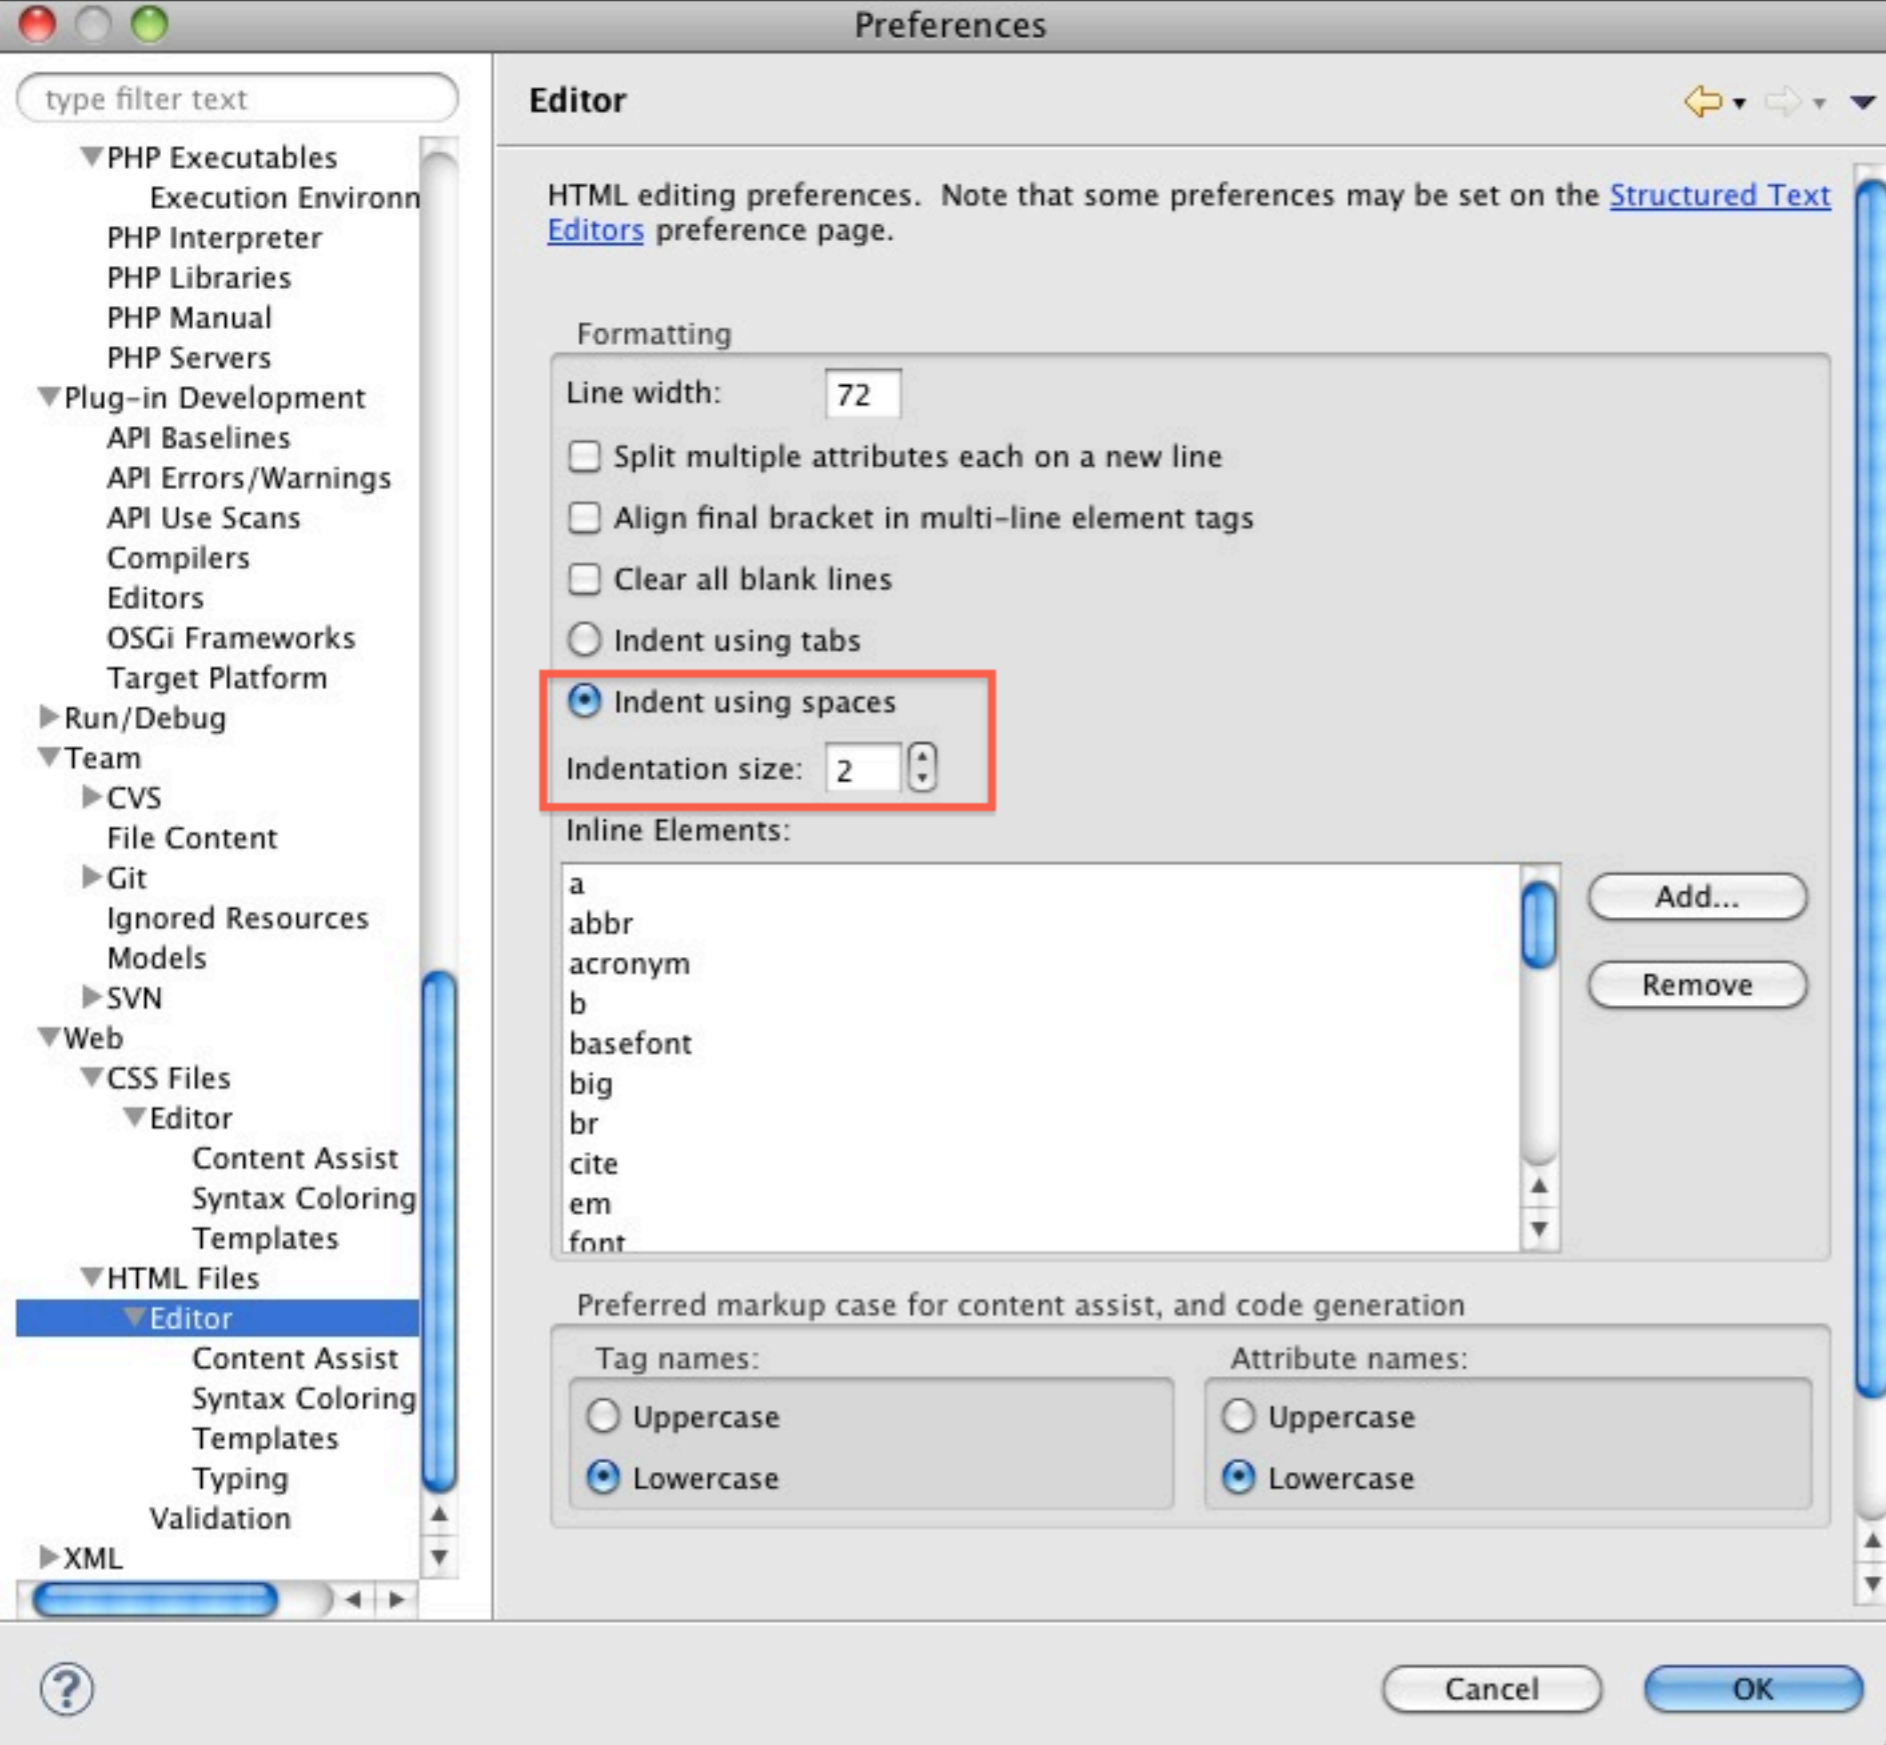 Preferences
type filter text
PHP Executables
Execution Environn
PHP Interpreter
PHP Libraries
PHP Manual
PHP Servers
Plug-in Development
API Baselines
API Errors/Warnings
API Use Scans
Compilers
Editors
OSGi Frameworks
Target Platform
Run/Debug
Team
CVS
File Content
Git
Ignored Resources
Models
SVN
Web
CSS Files
Editor
Content Assist
Syntax Coloring
Templates
HTML Files
Editor
Content Assist
Syntax Coloring
Templates
Typing
Validation
XML
Editor
HTML editing preferences.  Note that some preferences may be set on the Structured Text
Editors preference page.
Formatting
Line width: 72
Split multiple attributes each on a new line
Align final bracket in multi-line element tags
Clear all blank lines
Indent using tabs
Indent using spaces
Indentation size: 2
Inline Elements:
a
abbr
acronym
b
basefont
big
br
cite
em
font
Add...
Remove
Preferred markup case for content assist, and code generation
Tag names:
Uppercase
Lowercase
Attribute names:
Uppercase
Lowercase
?
Cancel
OK